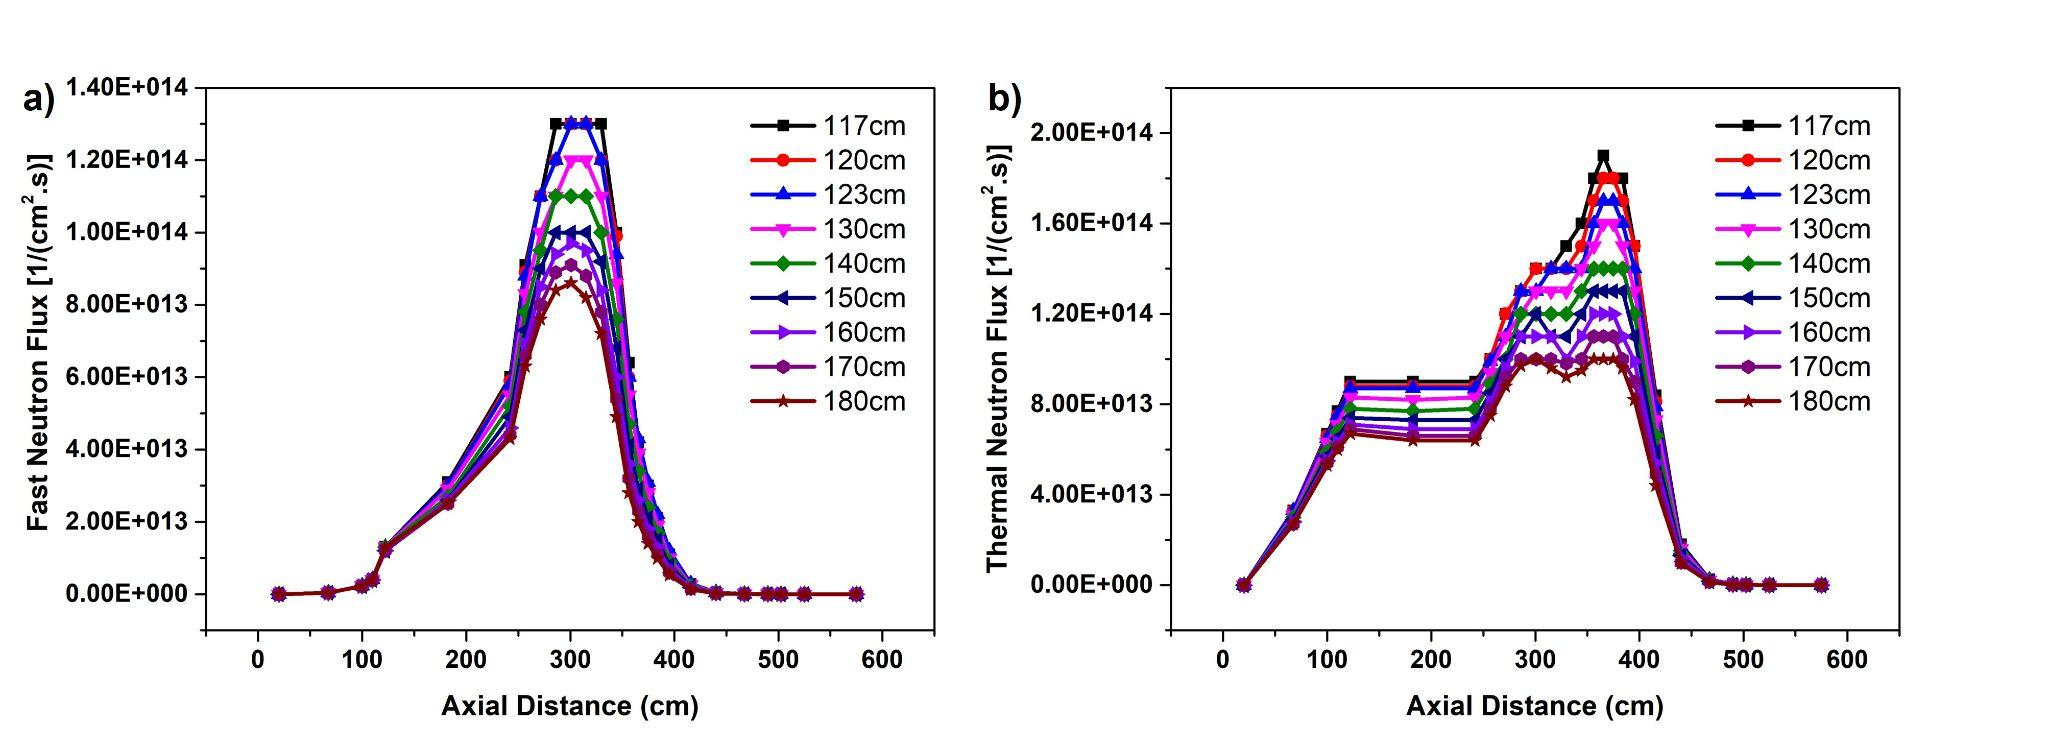 a)
1.40E+014
1.20E+014
1.00E+014
8.00E+013
6.00E+013
4.00E+013
2.00E+013
0.00E+000
Fast Neutron Flux [1/(cm².s)]
0 100 200 300 400 500 600
Axial Distance (cm)
117cm
120cm
123cm
130cm
140cm
150cm
160cm
170cm
180cm
b)
2.00E+014
1.60E+014
1.20E+014
8.00E+013
4.00E+013
0.00E+000
Thermal Neutron Flux [1/(cm².s)]
0 100 200 300 400 500 600
Axial Distance (cm)
117cm
120cm
123cm
130cm
140cm
150cm
160cm
170cm
180cm